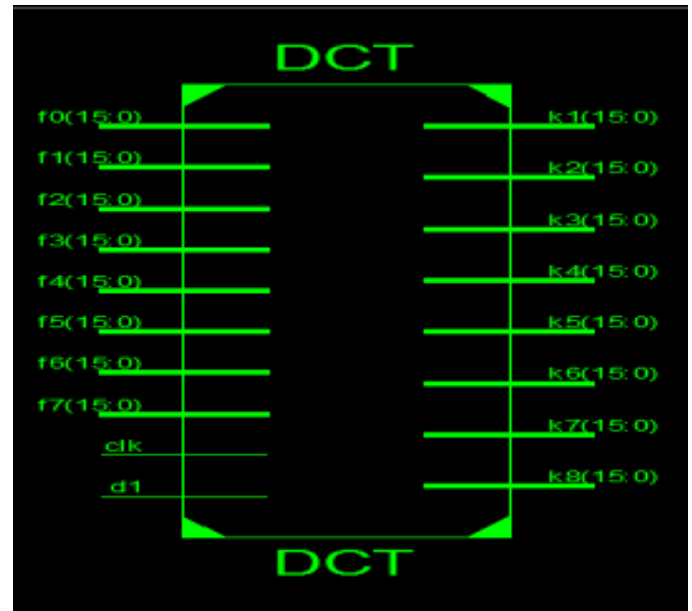 DCT
f0(15:0)
f1(15:0)
f2(15:0)
f3(15:0)
f4(15:0)
f5(15:0)
f6(15:0)
f7(15:0)
clk
d1
k1(15:0)
k2(15:0)
k3(15:0)
k4(15:0)
k5(15:0)
k6(15:0)
k7(15:0)
k8(15:0)
DCT